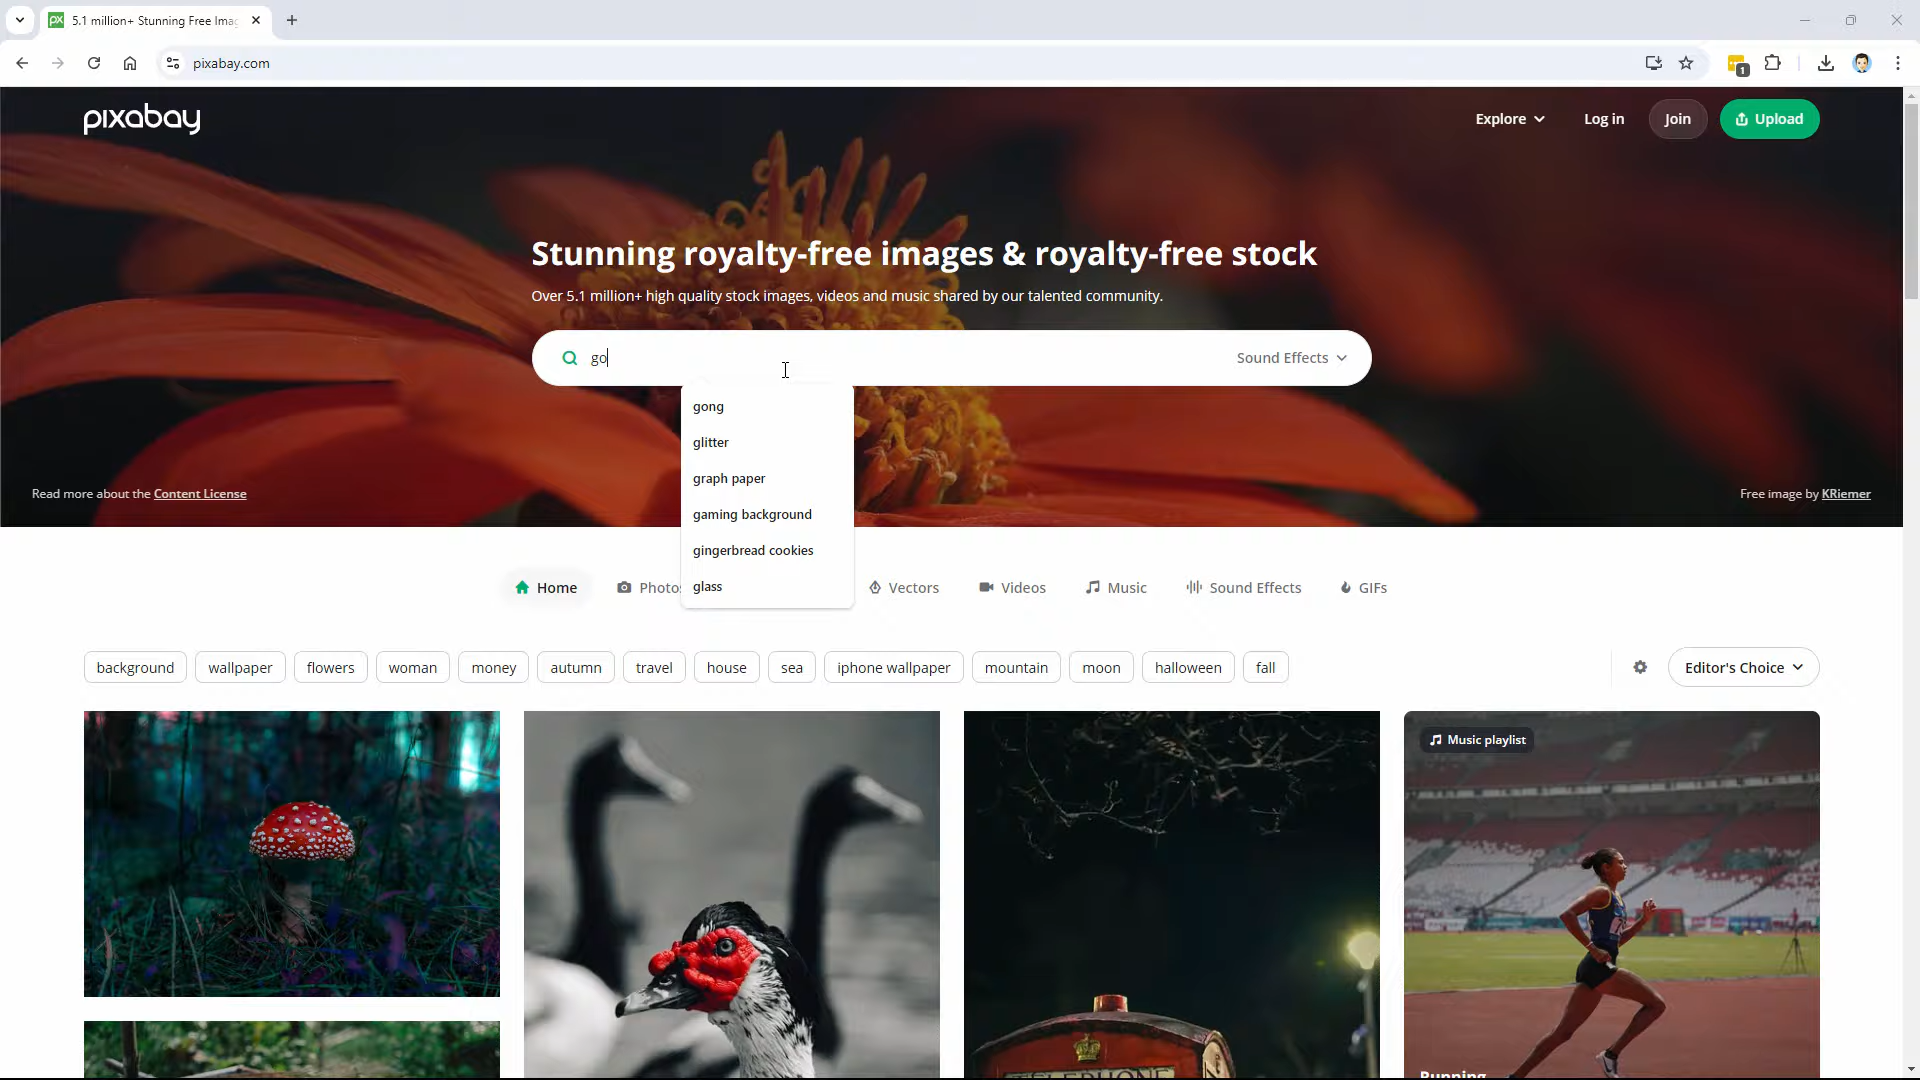 5.1 million+ Stunning Free Imag
pixabay.com
1
pixabay
Explore
Log in
Join
Upload
Stunning royalty-free images & royalty-free stock
Over 5.1 million+ high quality stock images, videos and music shared by our talented community.
go
Sound Effects
gong
glitter
graph paper
gaming background
gingerbread cookies
glass
Read more about the Content License
Free image by KRiemer
Home
Photos
Vectors
Videos
Music
Sound Effects
GIFs
background
wallpaper
flowers
woman
money
autumn
travel
house
sea
iphone wallpaper
mountain
moon
halloween
fall
Editor's Choice
Music playlist
TELEPHONE
Running